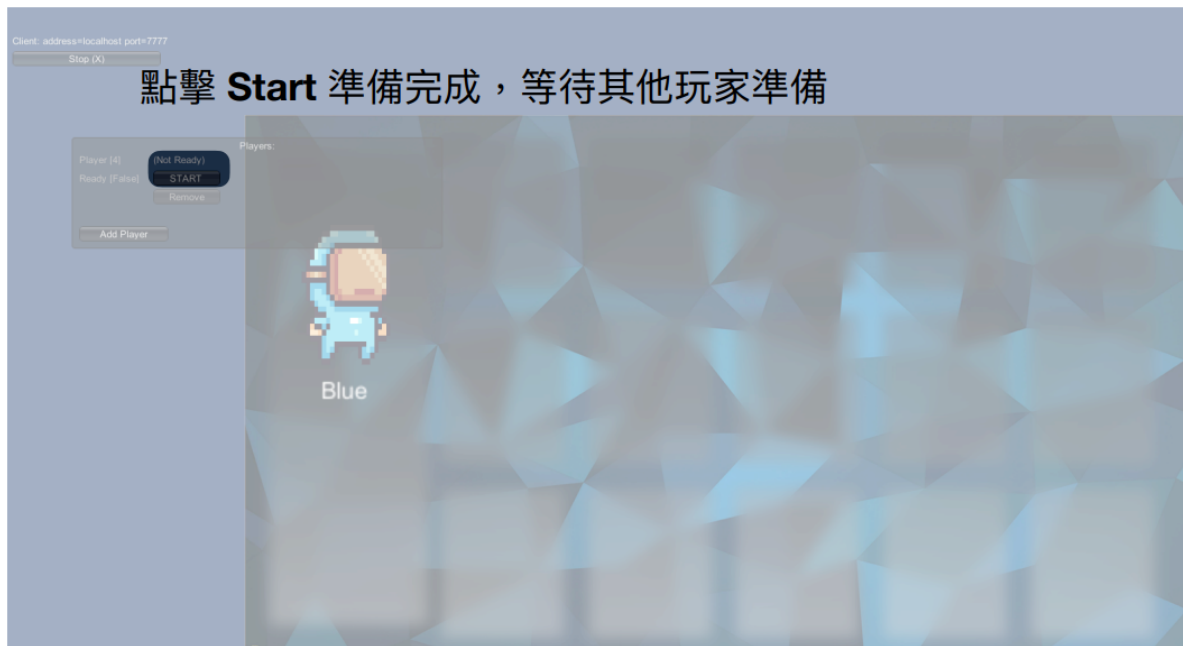 Client: address=localhost port=7777
Stop (X)
點擊 Start 準備完成，等待其他玩家準備
Players:
Player [4] (Not Ready)
Ready [False] START
Remove
Add Player
Blue